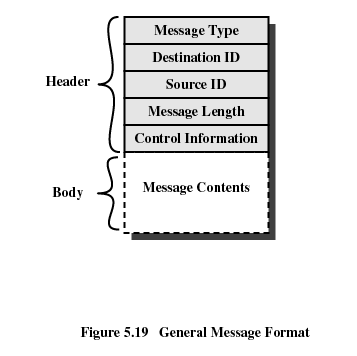 Message Type
Destination ID
Header
Source ID
Message Length
Control Information
Body
Message Contents
Figure 5.19 General Message Format